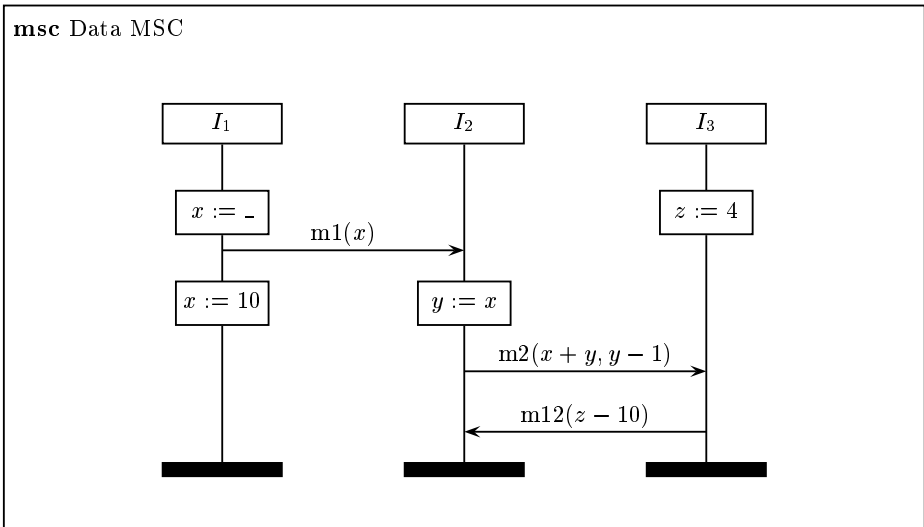 msc Data MSC
I₁
I₂
I₃
x := _
z := 4
m1(x)
x := 10
y := x
m2(x + y, y − 1)
m12(z − 10)